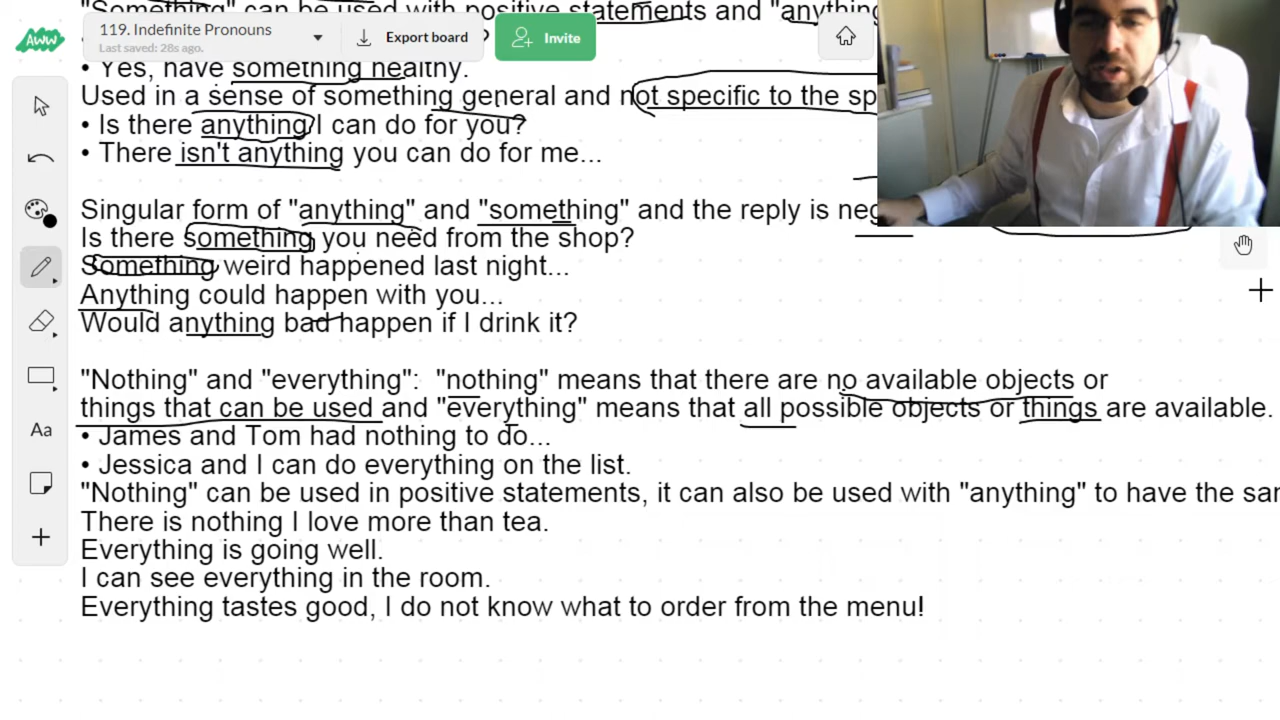 "Something" can be used with positive statements and "anything
AWW
119. Indefinite Pronouns
Last saved: 28s ago.
Export board
Invite
• Yes, have something healthy.
Used in a sense of something general and not specific to the sp
• Is there anything I can do for you?
• There isn't anything you can do for me...
Singular form of "anything" and "something" and the reply is neg
Is there something you need from the shop?
Something weird happened last night...
Anything could happen with you...
Would anything bad happen if I drink it?
"Nothing" and "everything": "nothing" means that there are no available objects or
things that can be used and "everything" means that all possible objects or things are available.
Aa
• James and Tom had nothing to do...
• Jessica and I can do everything on the list.
"Nothing" can be used in positive statements, it can also be used with "anything" to have the sam
There is nothing I love more than tea.
Everything is going well.
I can see everything in the room.
Everything tastes good, I do not know what to order from the menu!